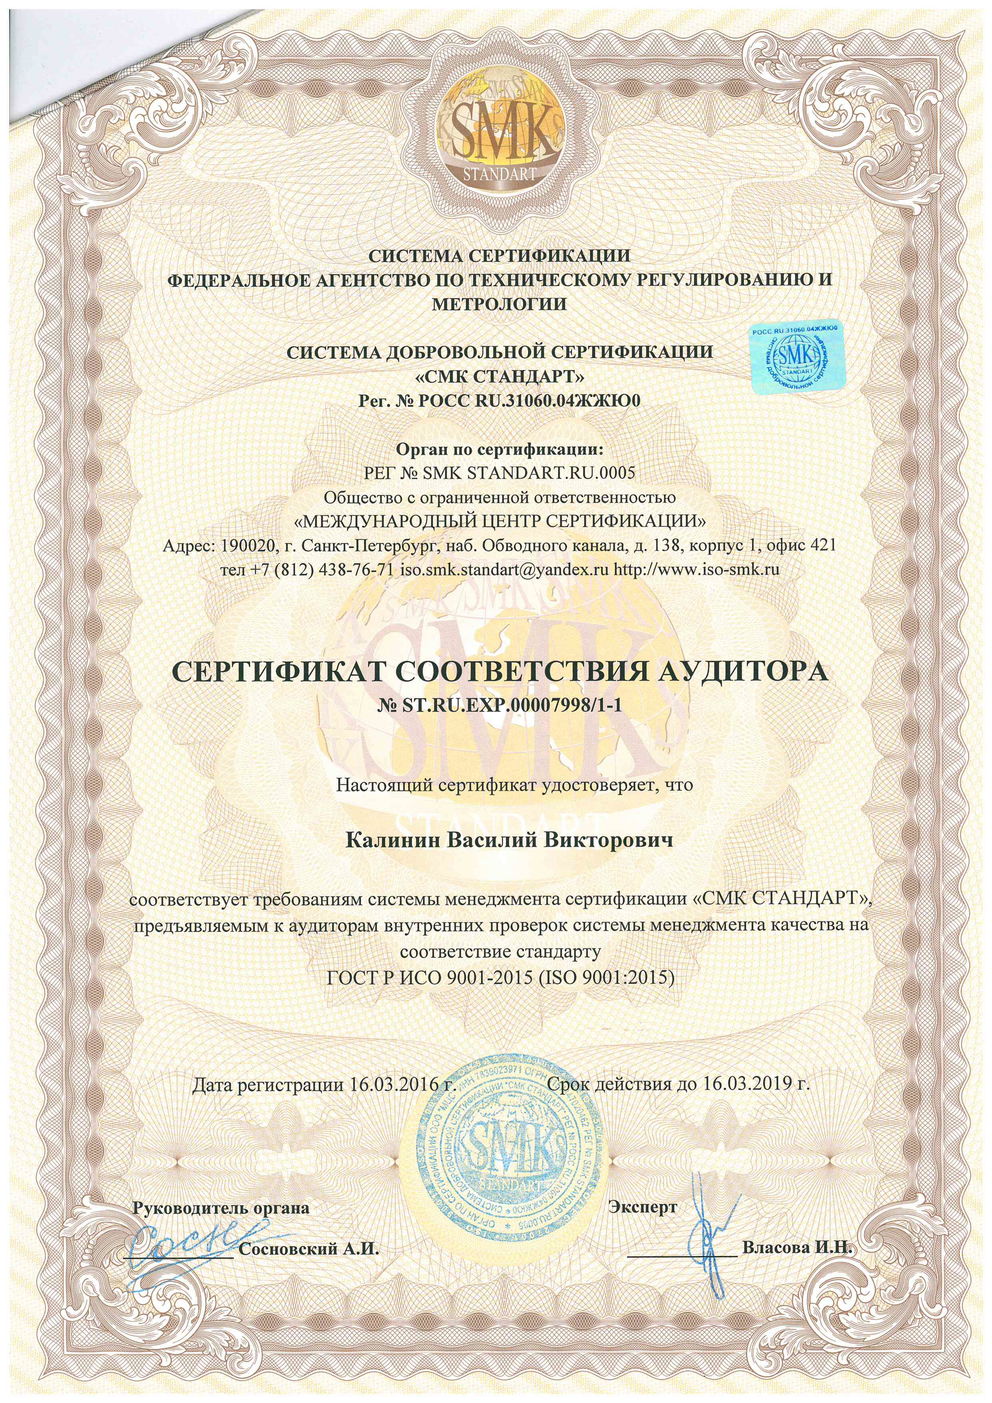 SMK
STANDART
СИСТЕМА СЕРТИФИКАЦИИ
ФЕДЕРАЛЬНОЕ АГЕНТСТВО ПО ТЕХНИЧЕСКОМУ РЕГУЛИРОВАНИЮ И
МЕТРОЛОГИИ
СИСТЕМА ДОБРОВОЛЬНОЙ СЕРТИФИКАЦИИ
«СМК СТАНДАРТ»
Рег. № РОСС RU.31060.04ЖЖЮ0
РОСС RU.31060.04ЖЖЮ0
SMK
STANDART
Орган по сертификации:
РЕГ № SMK STANDART.RU.0005
Общество с ограниченной ответственностью
«МЕЖДУНАРОДНЫЙ ЦЕНТР СЕРТИФИКАЦИИ»
Адрес: 190020, г. Санкт-Петербург, наб. Обводного канала, д. 138, корпус 1, офис 421
тел +7 (812) 438-76-71 iso.smk.standart@yandex.ru http://www.iso-smk.ru
SMK
STANDART
СЕРТИФИКАТ СООТВЕТСТВИЯ АУДИТОРА
№ ST.RU.EXP.00007998/1-1
Настоящий сертификат удостоверяет, что
Калинин Василий Викторович
соответствует требованиям системы менеджмента сертификации «СМК СТАНДАРТ»,
предъявляемым к аудиторам внутренних проверок системы менеджмента качества на
соответствие стандарту
ГОСТ Р ИСО 9001-2015 (ISO 9001:2015)
Дата регистрации 16.03.2016 г. Срок действия до 16.03.2019 г.
SMK
STANDART
Руководитель органа Эксперт
Сосновский А.И. Власова И.Н.